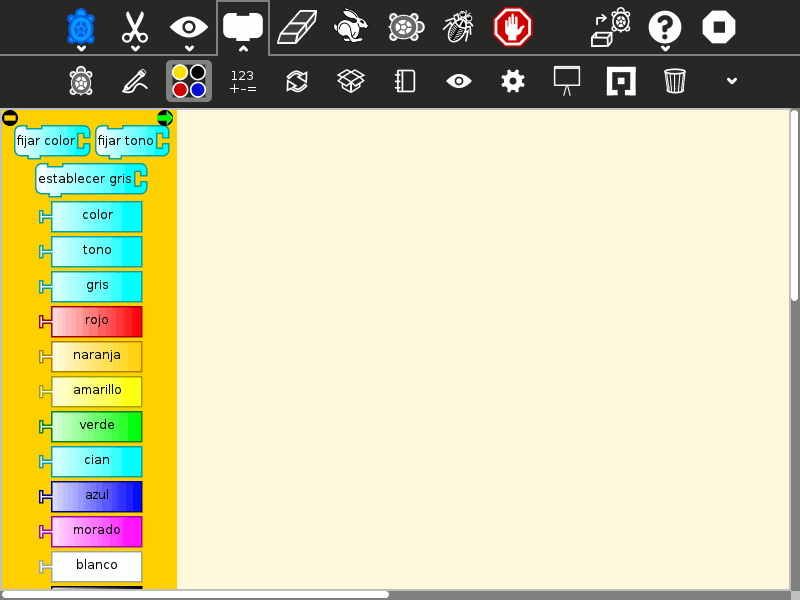 123
+-=
fijar color fijar tono
establecer gris
color
tono
gris
rojo
naranja
amarillo
verde
cian
azul
morado
blanco